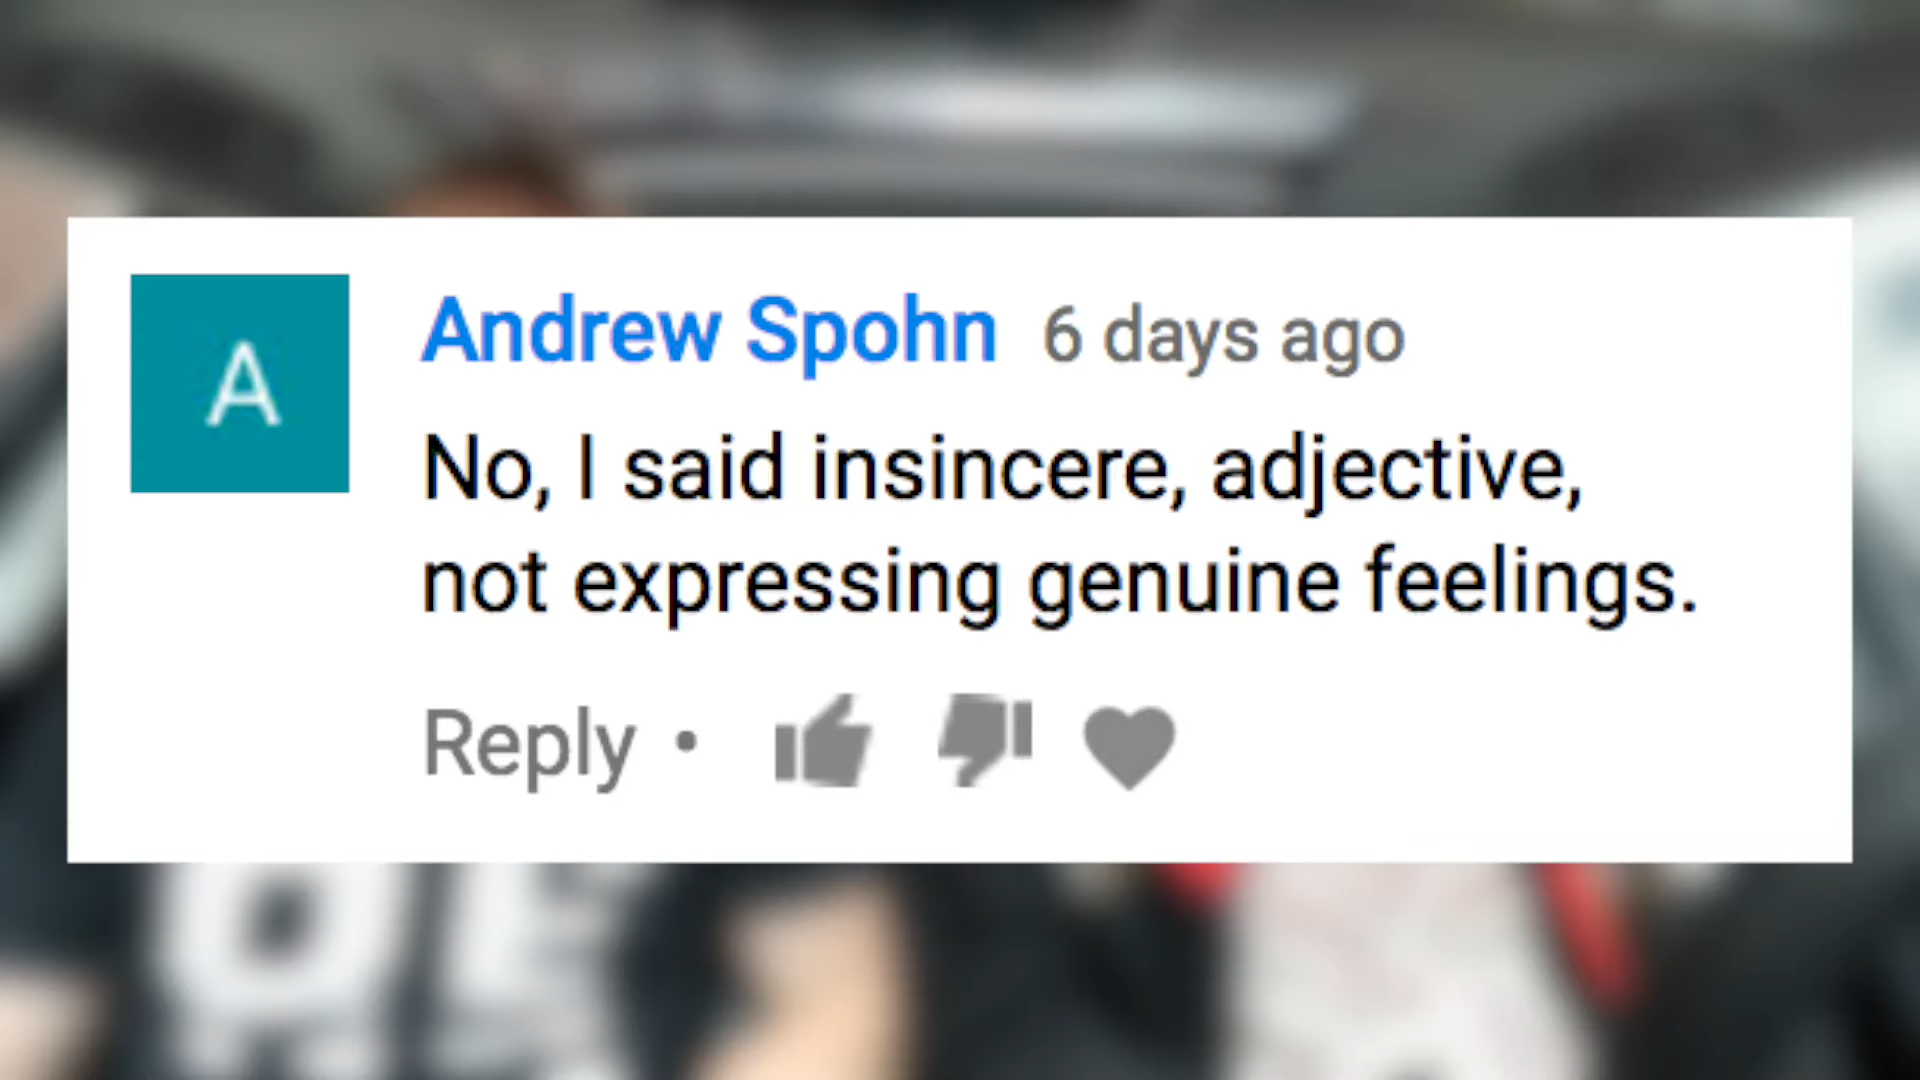 A
Andrew Spohn 6 days ago
No, I said insincere, adjective,
not expressing genuine feelings.
Reply •